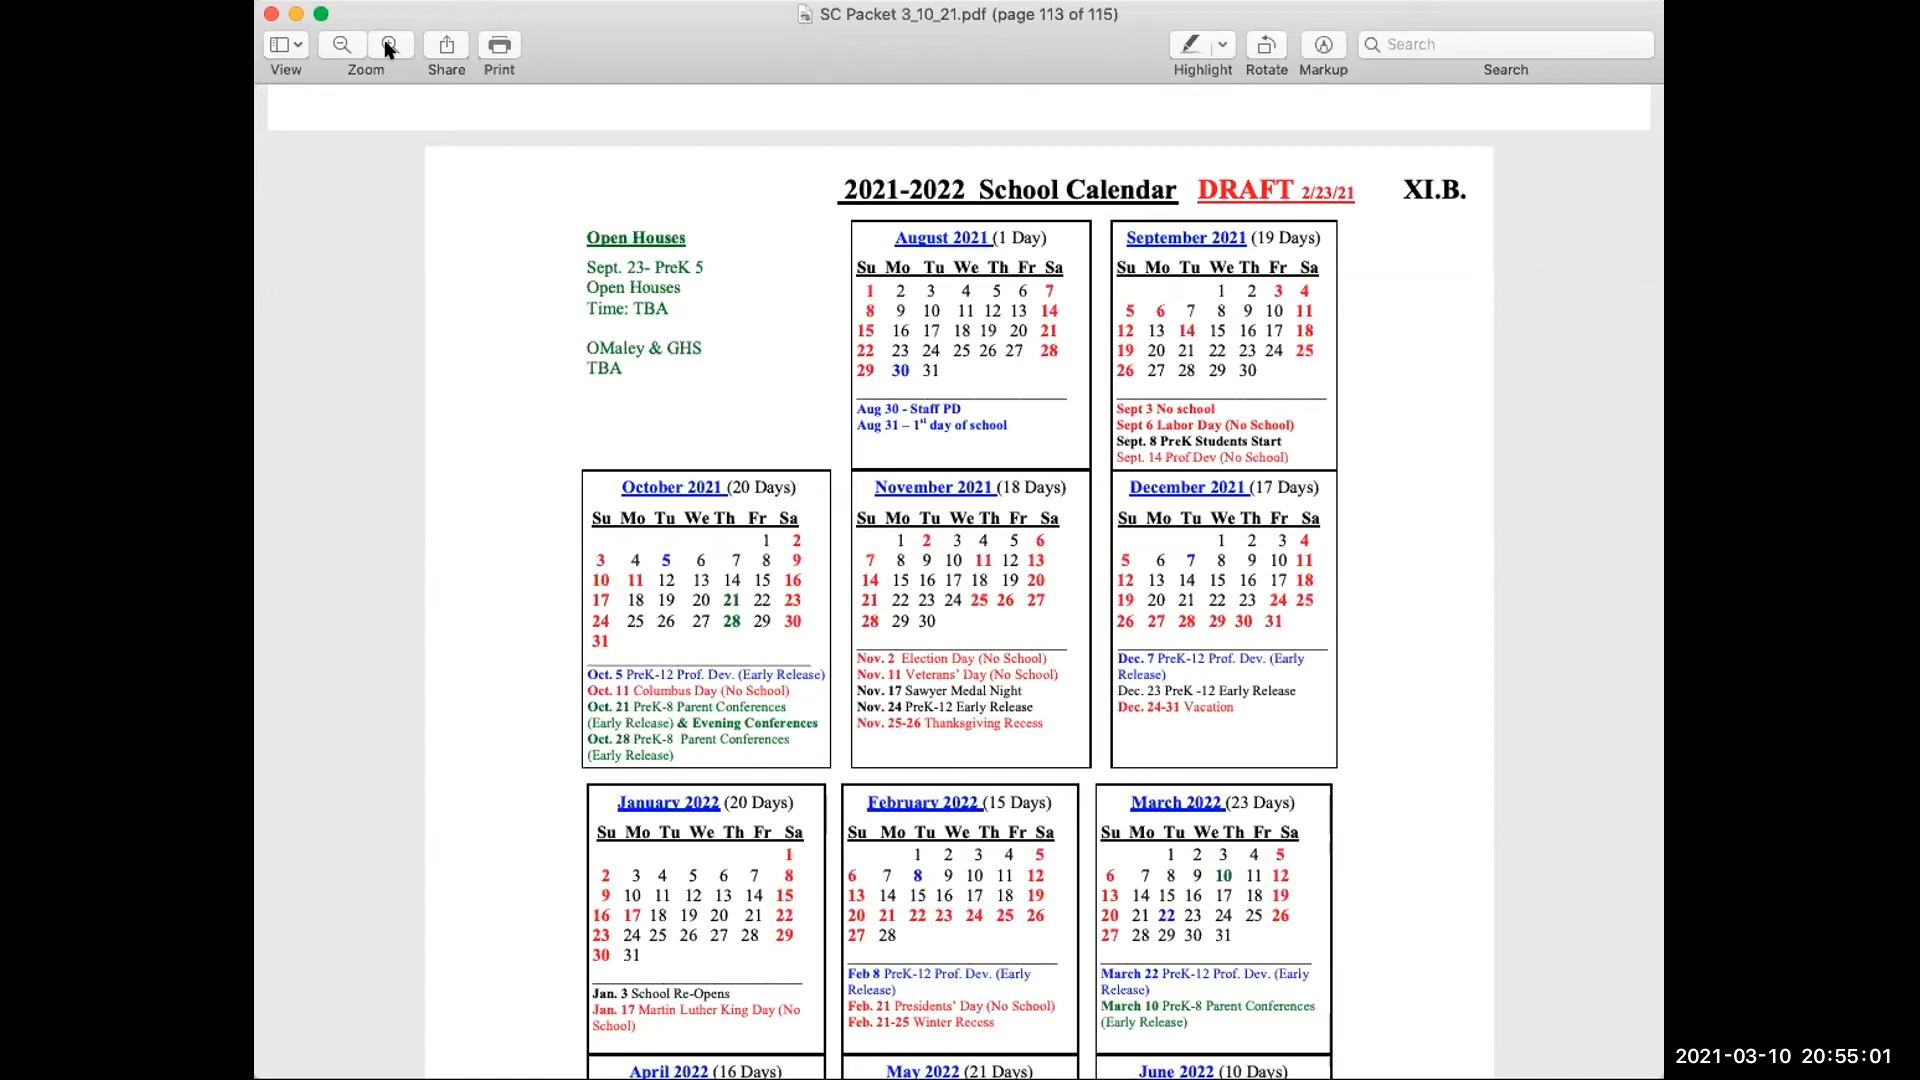 SC Packet 3_10_21.pdf (page 113 of 115)
View Zoom Share Print Highlight Rotate Markup Search
Search
2021-2022 School Calendar DRAFT 2/23/21 XI.B.
Open Houses
Sept. 23- PreK 5
Open Houses
Time: TBA
OMaley & GHS
TBA
August 2021 (1 Day)
Su Mo Tu We Th Fr Sa
1 2 3 4 5 6 7
8 9 10 11 12 13 14
15 16 17 18 19 20 21
22 23 24 25 26 27 28
29 30 31
Aug 30 - Staff PD
Aug 31 – 1st day of school
September 2021 (19 Days)
Su Mo Tu We Th Fr Sa
1 2 3 4
5 6 7 8 9 10 11
12 13 14 15 16 17 18
19 20 21 22 23 24 25
26 27 28 29 30
Sept 3 No school
Sept 6 Labor Day (No School)
Sept. 8 PreK Students Start
Sept. 14 Prof Dev (No School)
October 2021 (20 Days)
Su Mo Tu We Th Fr Sa
1 2
3 4 5 6 7 8 9
10 11 12 13 14 15 16
17 18 19 20 21 22 23
24 25 26 27 28 29 30
31
Oct. 5 PreK-12 Prof. Dev. (Early Release)
Oct. 11 Columbus Day (No School)
Oct. 21 PreK-8 Parent Conferences
(Early Release) & Evening Conferences
Oct. 28 PreK-8 Parent Conferences
(Early Release)
November 2021 (18 Days)
Su Mo Tu We Th Fr Sa
1 2 3 4 5 6
7 8 9 10 11 12 13
14 15 16 17 18 19 20
21 22 23 24 25 26 27
28 29 30
Nov. 2 Election Day (No School)
Nov. 11 Veterans' Day (No School)
Nov. 17 Sawyer Medal Night
Nov. 24 PreK-12 Early Release
Nov. 25-26 Thanksgiving Recess
December 2021 (17 Days)
Su Mo Tu We Th Fr Sa
1 2 3 4
5 6 7 8 9 10 11
12 13 14 15 16 17 18
19 20 21 22 23 24 25
26 27 28 29 30 31
Dec. 7 PreK-12 Prof. Dev. (Early
Release)
Dec. 23 PreK -12 Early Release
Dec. 24-31 Vacation
January 2022 (20 Days)
Su Mo Tu We Th Fr Sa
1
2 3 4 5 6 7 8
9 10 11 12 13 14 15
16 17 18 19 20 21 22
23 24 25 26 27 28 29
30 31
Jan. 3 School Re-Opens
Jan. 17 Martin Luther King Day (No
School)
February 2022 (15 Days)
Su Mo Tu We Th Fr Sa
1 2 3 4 5
6 7 8 9 10 11 12
13 14 15 16 17 18 19
20 21 22 23 24 25 26
27 28
Feb 8 PreK-12 Prof. Dev. (Early
Release)
Feb. 21 Presidents' Day (No School)
Feb. 21-25 Winter Recess
March 2022 (23 Days)
Su Mo Tu We Th Fr Sa
1 2 3 4 5
6 7 8 9 10 11 12
13 14 15 16 17 18 19
20 21 22 23 24 25 26
27 28 29 30 31
March 22 PreK-12 Prof. Dev. (Early
Release)
March 10 PreK-8 Parent Conferences
(Early Release)
April 2022 (16 Days)
May 2022 (21 Days)
June 2022 (10 Days)
2021-03-10 20:55:01